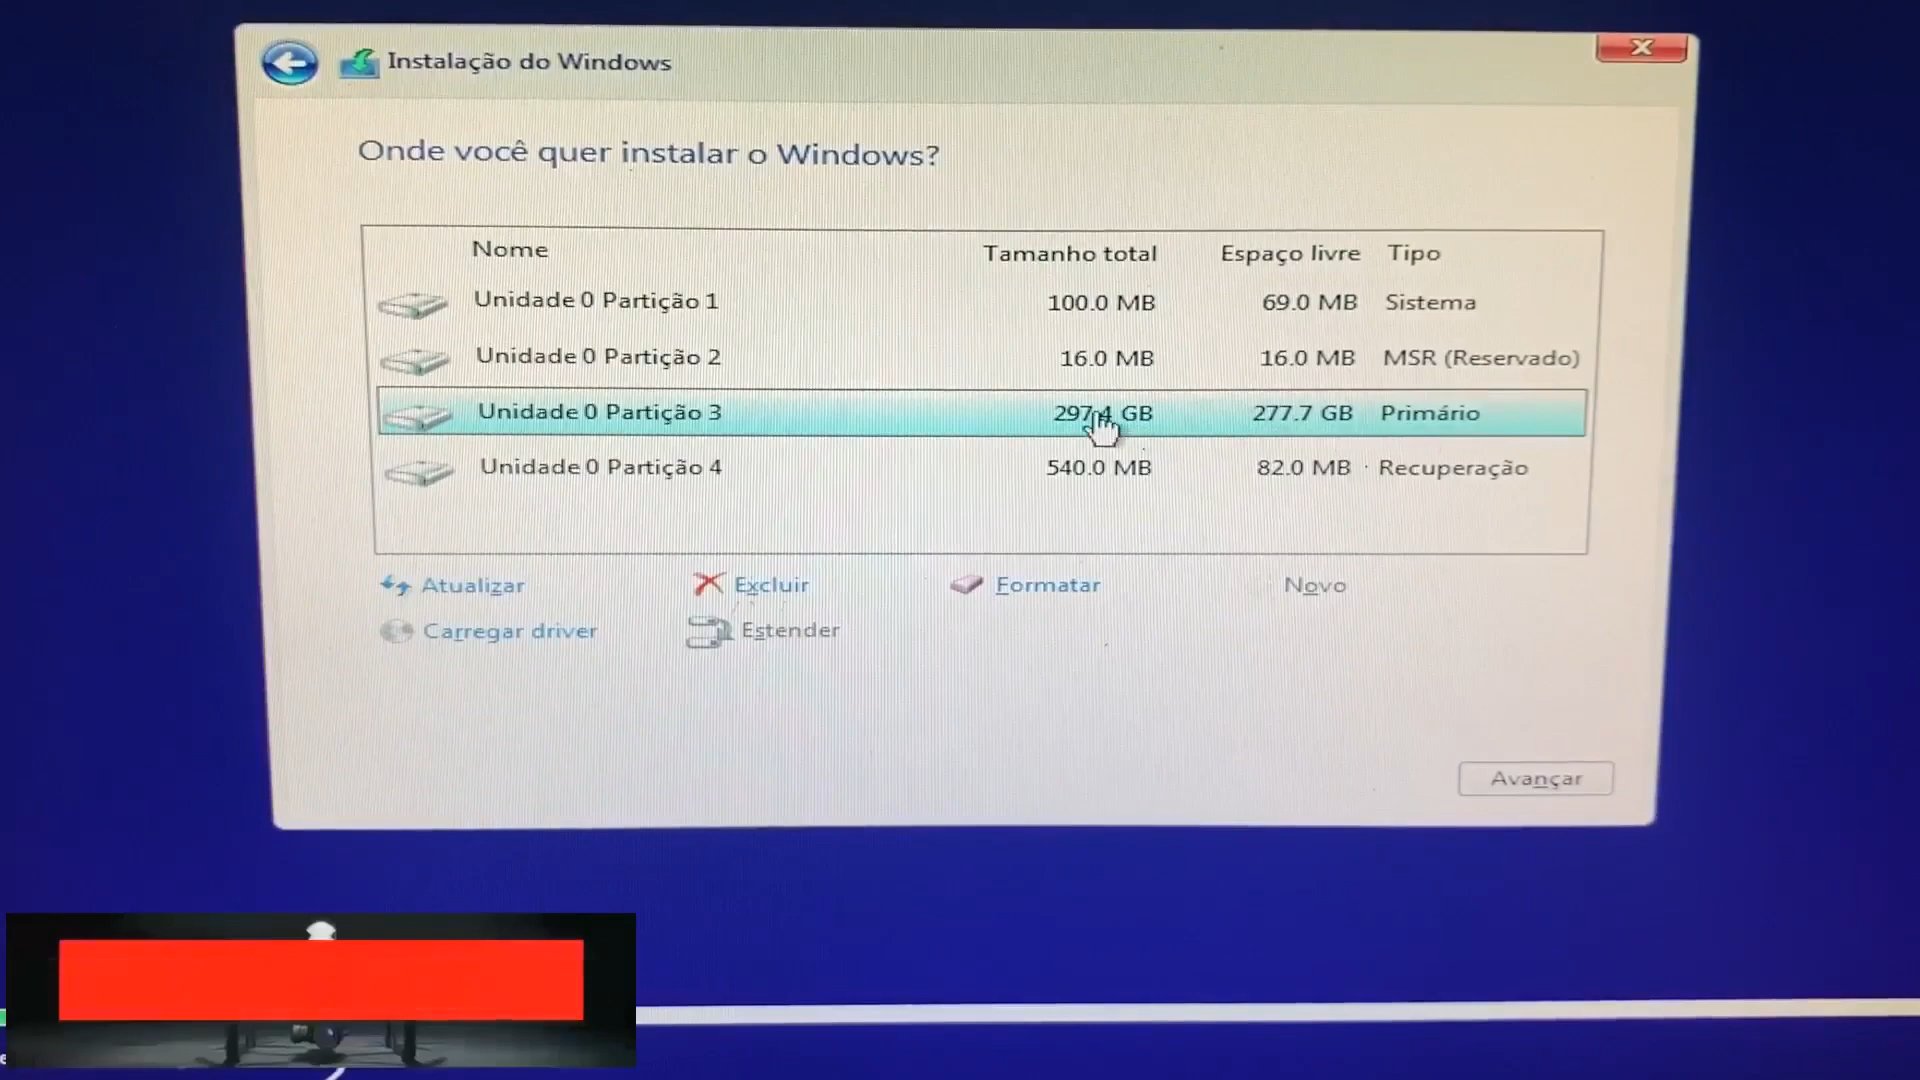 Instalação do Windows
Onde você quer instalar o Windows?
Nome Tamanho total Espaço livre Tipo
Unidade 0 Partição 1 100.0 MB 69.0 MB Sistema
Unidade 0 Partição 2 16.0 MB 16.0 MB MSR (Reservado)
Unidade 0 Partição 3 297.4 GB 277.7 GB Primário
Unidade 0 Partição 4 540.0 MB 82.0 MB Recuperação
Atualizar Excluir Formatar Novo
Carregar driver Estender
Avançar